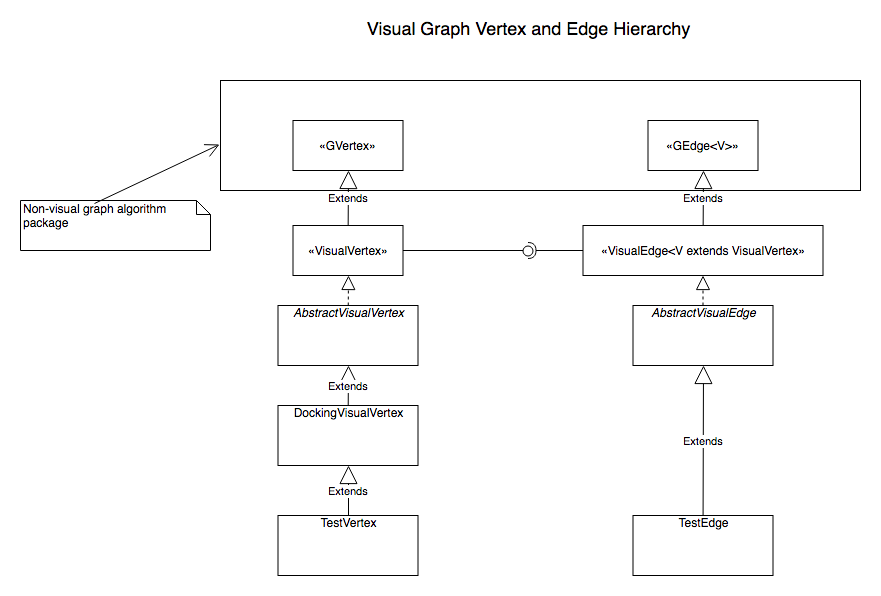 Visual Graph Vertex and Edge Hierarchy
«GVertex»
«GEdge<V>»
Extends
Extends
Non-visual graph algorithm
package
«VisualVertex»
«VisualEdge<V extends VisualVertex>»
AbstractVisualVertex
AbstractVisualEdge
Extends
DockingVisualVertex
Extends
Extends
TestVertex
TestEdge